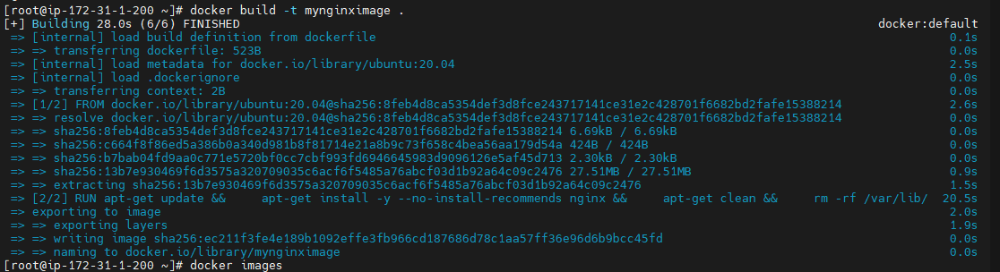 [root@ip-172-31-1-200 ~]# docker build -t mynginximage .
[+] Building 28.0s (6/6) FINISHED docker:default
=> [internal] load build definition from dockerfile 0.1s
=> => transferring dockerfile: 523B 0.0s
=> [internal] load metadata for docker.io/library/ubuntu:20.04 2.5s
=> [internal] load .dockerignore 0.0s
=> => transferring context: 2B 0.0s
=> [1/2] FROM docker.io/library/ubuntu:20.04@sha256:8feb4d8ca5354def3d8fce243717141ce31e2c428701f6682bd2fafe15388214 2.6s
=> => resolve docker.io/library/ubuntu:20.04@sha256:8feb4d8ca5354def3d8fce243717141ce31e2c428701f6682bd2fafe15388214 0.0s
=> => sha256:8feb4d8ca5354def3d8fce243717141ce31e2c428701f6682bd2fafe15388214 6.69kB / 6.69kB 0.0s
=> => sha256:c664f8f86ed5a386b0a340d981b8f81714e21a8b9c73f658c4bea56aa179d54a 424B / 424B 0.0s
=> => sha256:b7bab04fd9aa0c771e5720bf0cc7cbf993fd6946645983d9096126e5af45d713 2.30kB / 2.30kB 0.0s
=> => sha256:13b7e930469f6d3575a320709035c6acf6f5485a76abcf03d1b92a64c09c2476 27.51MB / 27.51MB 0.9s
=> => extracting sha256:13b7e930469f6d3575a320709035c6acf6f5485a76abcf03d1b92a64c09c2476 1.5s
=> [2/2] RUN apt-get update && apt-get install -y --no-install-recommends nginx && apt-get clean && rm -rf /var/lib/ 20.5s
=> exporting to image 2.0s
=> => exporting layers 1.9s
=> => writing image sha256:ec211f3fe4e189b1092effe3fb966cd187686d78c1aa57ff36e96d6b9bcc45fd 0.0s
=> => naming to docker.io/library/mynginximage 0.0s
[root@ip-172-31-1-200 ~]# docker images